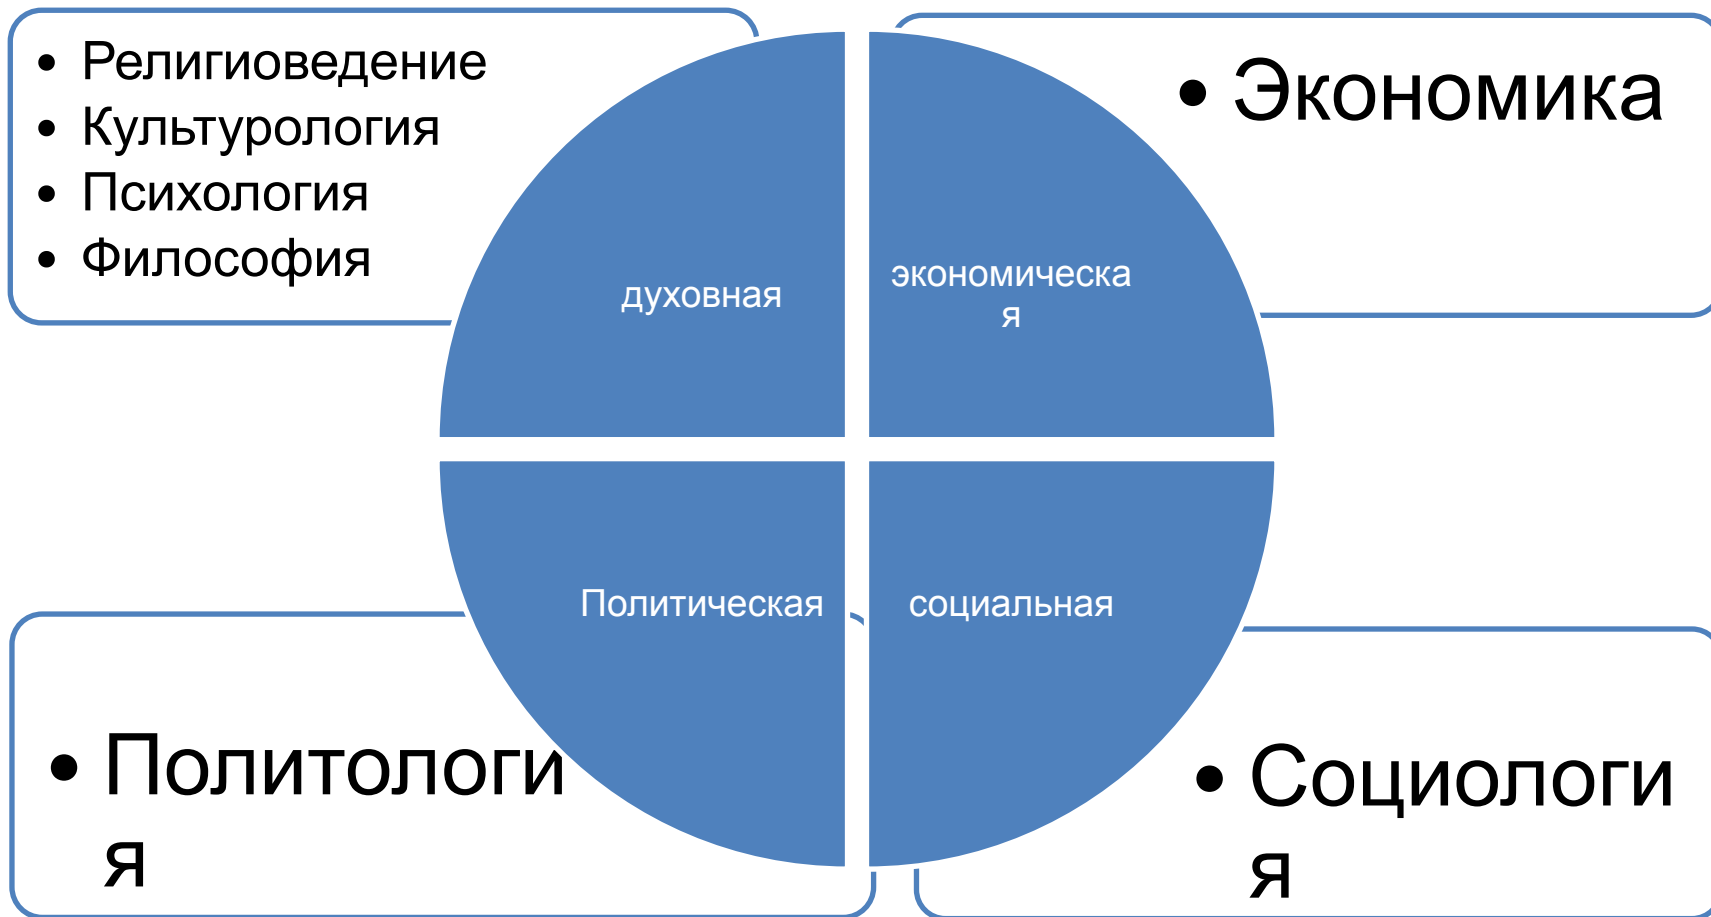 • Религиоведение
• Культурология
• Психология
• Философия
• Экономика
духовная
экономическа
я
Политическая
социальная
• Политологи
я
• Социологи
я